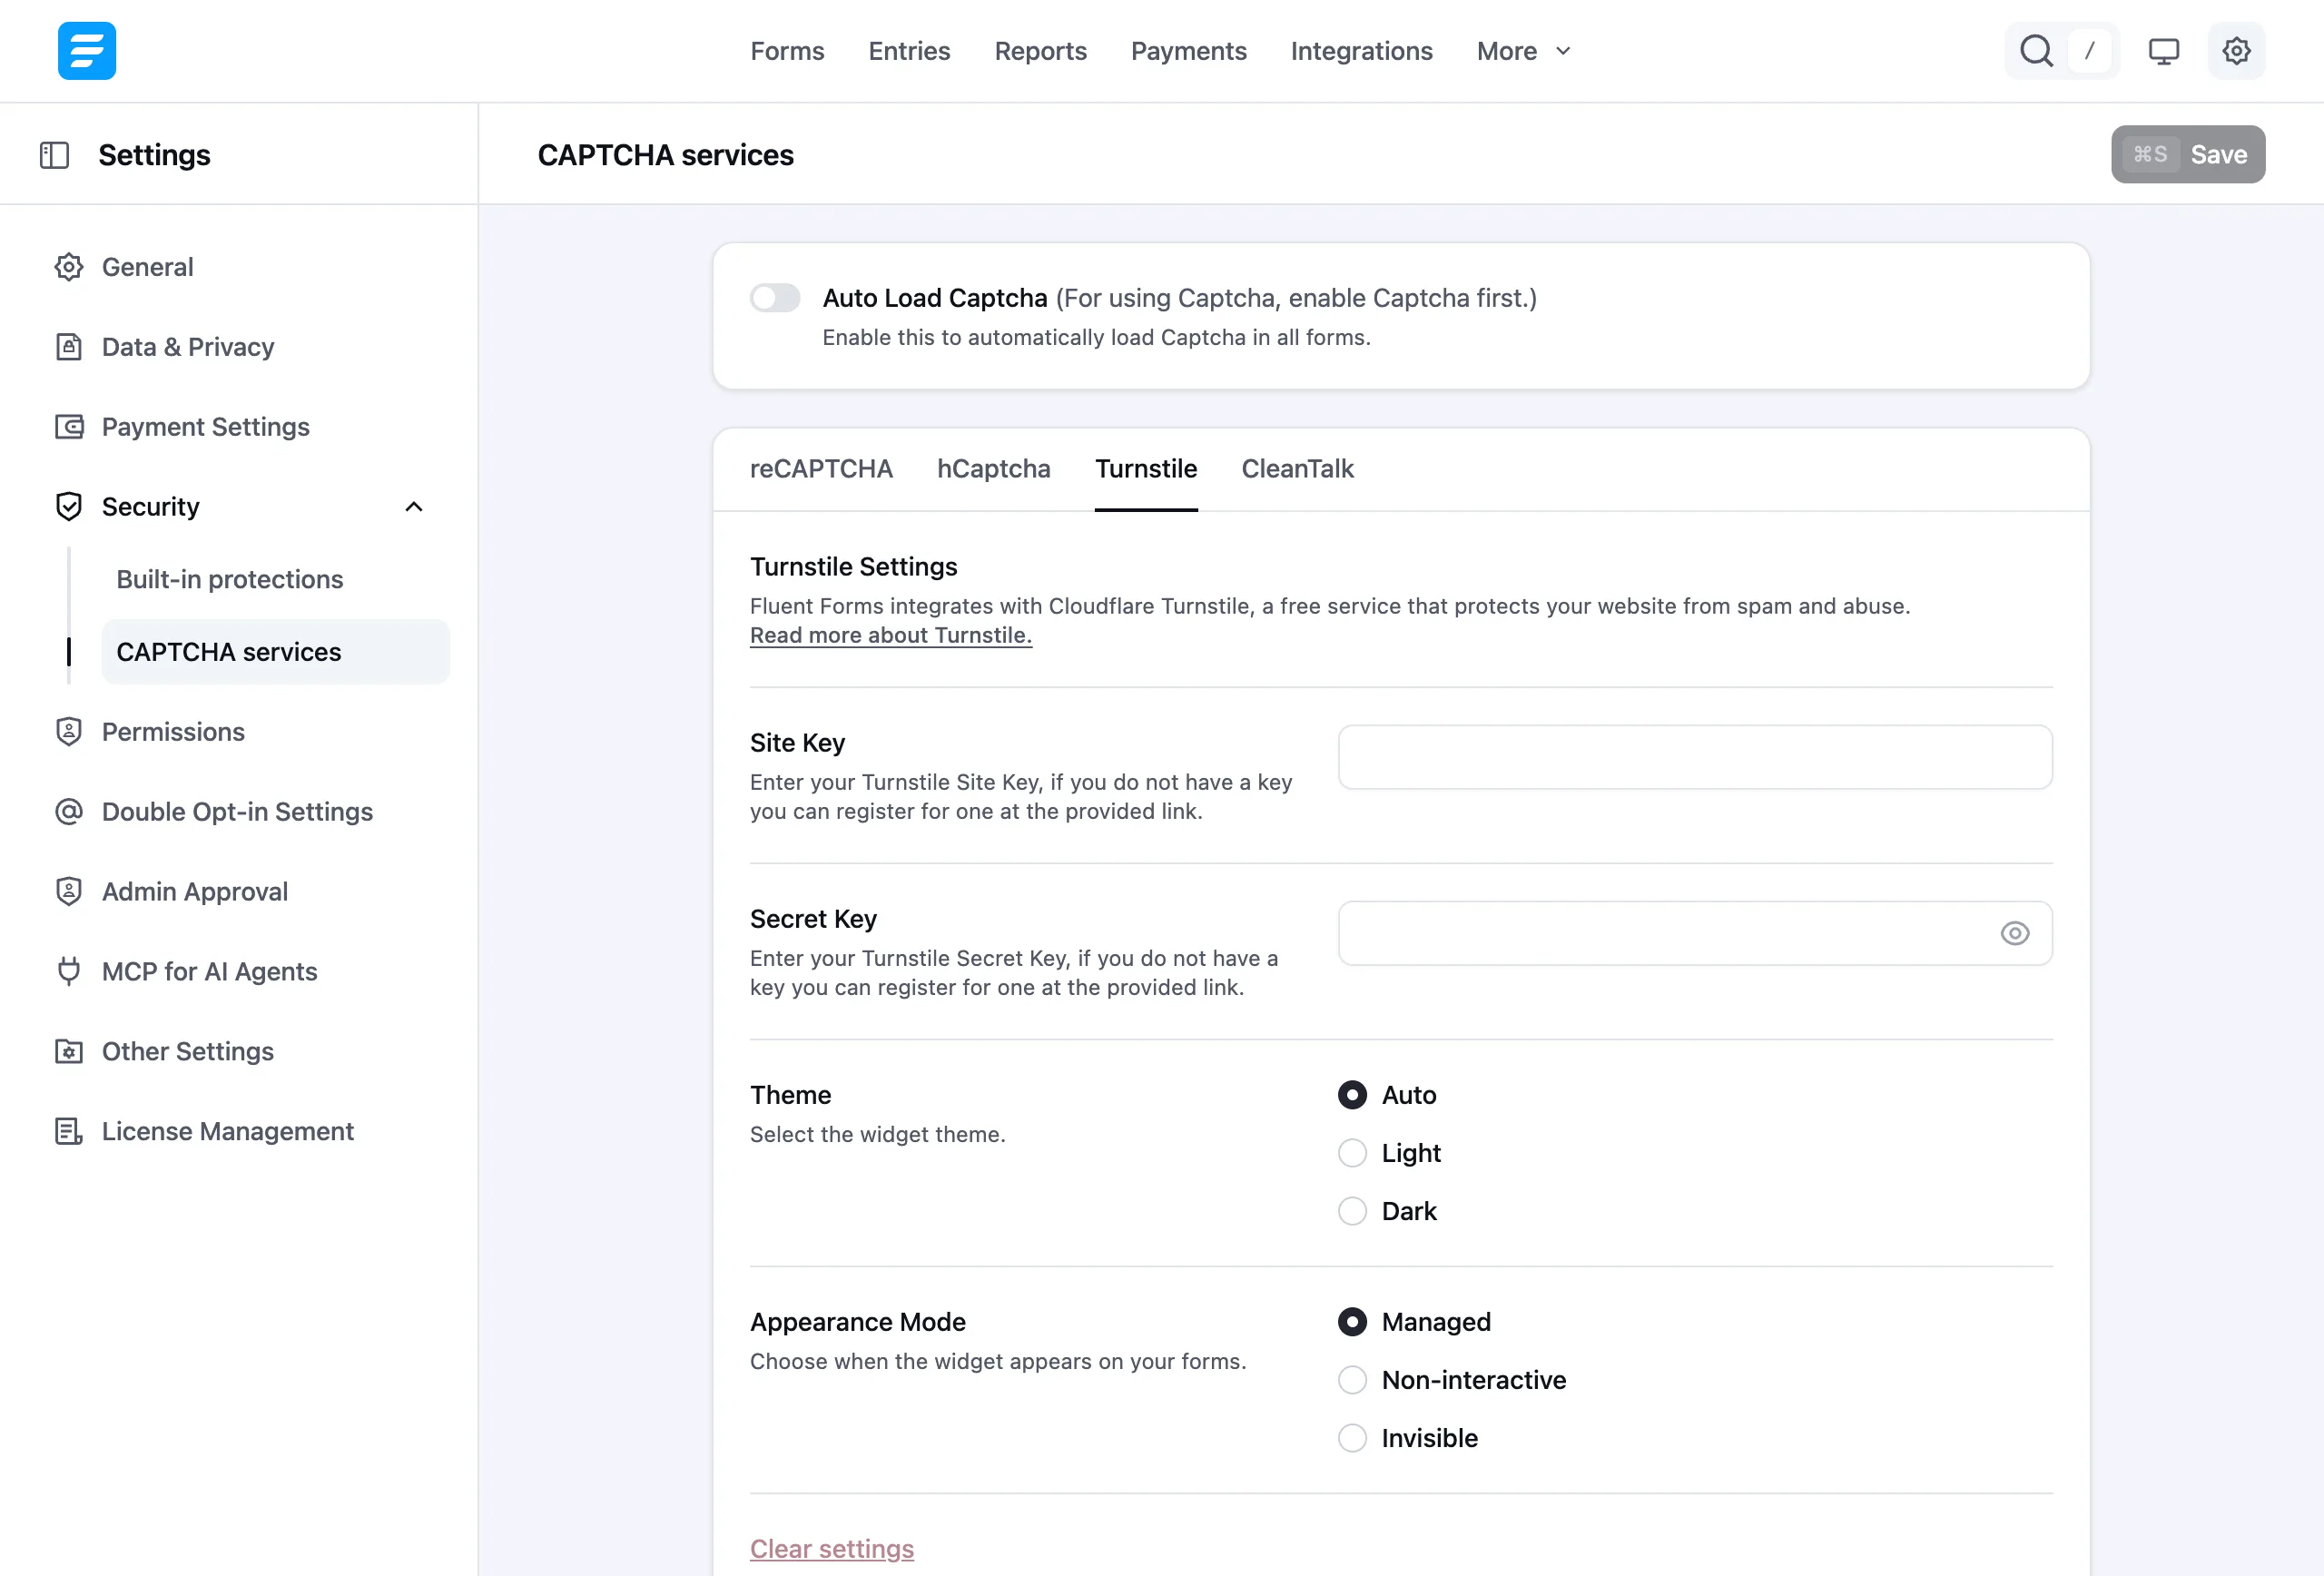 Forms Entries Reports Payments Integrations More /
Settings
CAPTCHA services
⌘S Save
General
Data & Privacy
Payment Settings
Security
Built-in protections
CAPTCHA services
Permissions
Double Opt-in Settings
Admin Approval
MCP for AI Agents
Other Settings
License Management
Auto Load Captcha (For using Captcha, enable Captcha first.)
Enable this to automatically load Captcha in all forms.
reCAPTCHA hCaptcha Turnstile CleanTalk
Turnstile Settings
Fluent Forms integrates with Cloudflare Turnstile, a free service that protects your website from spam and abuse.
Read more about Turnstile.
Site Key
Enter your Turnstile Site Key, if you do not have a key
you can register for one at the provided link.
Secret Key
Enter your Turnstile Secret Key, if you do not have a
key you can register for one at the provided link.
Theme
Select the widget theme.
Auto
Light
Dark
Appearance Mode
Choose when the widget appears on your forms.
Managed
Non-interactive
Invisible
Clear settings